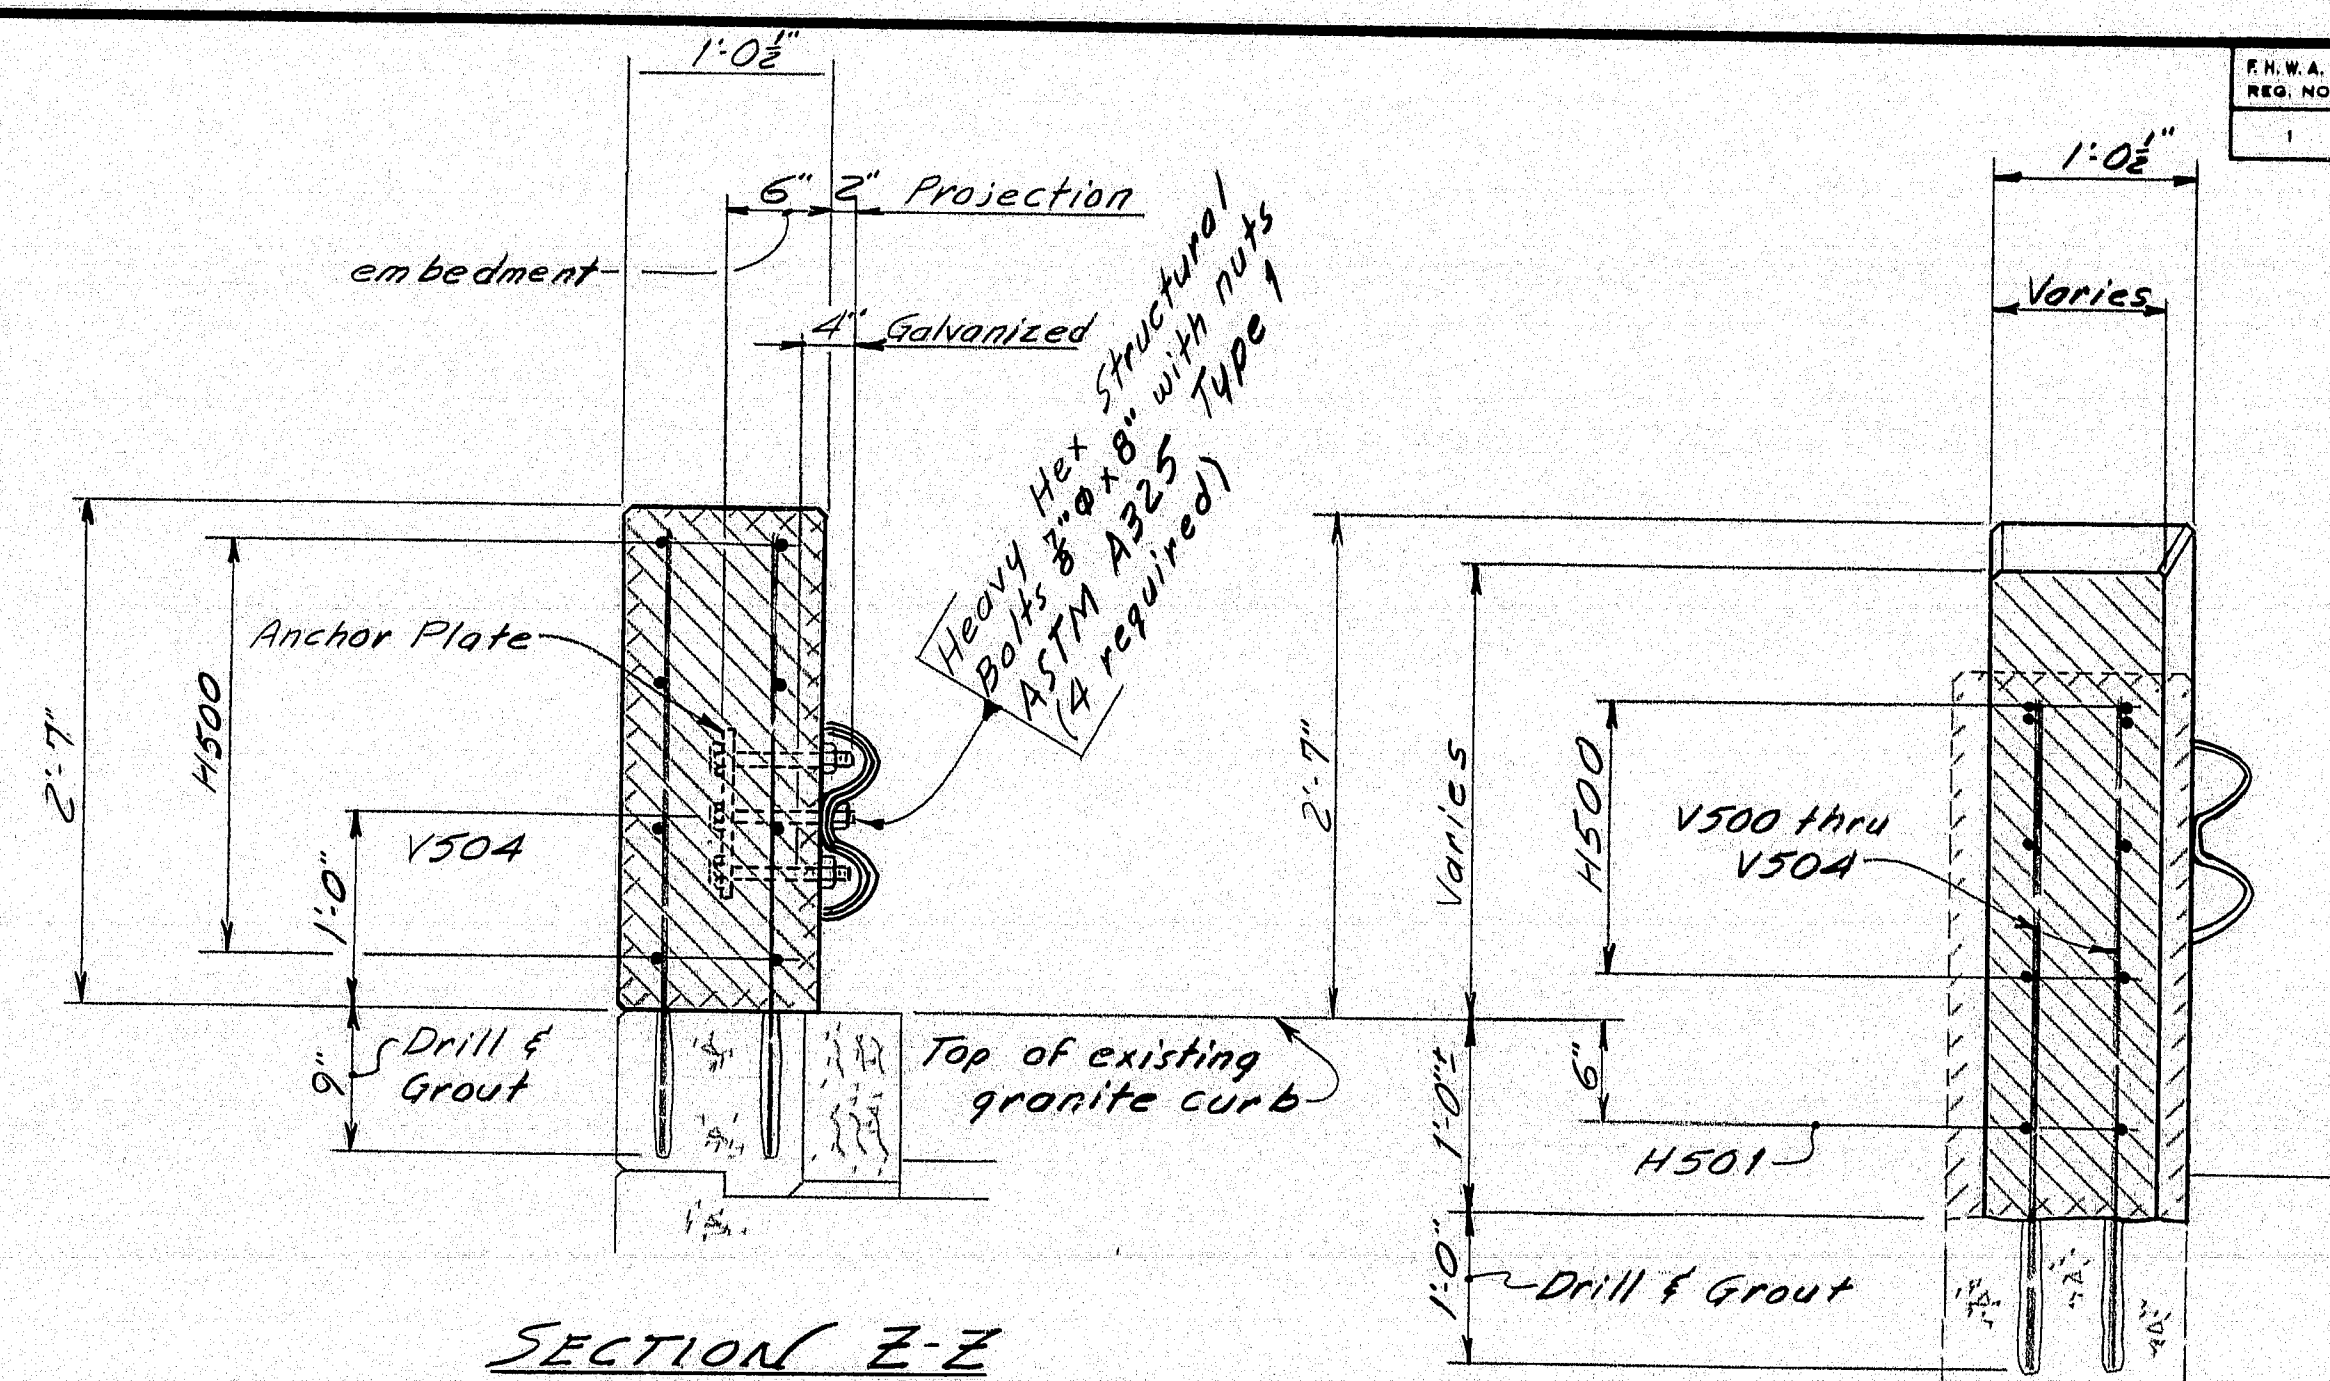 1'-0½"
6" 2" Projection
embedment
4" Galvanized
Heavy Hex Structural
Bolts ⅞"Ø x 8" with nuts
ASTM A325 Type 1
(4 required)
2'-7"
H500
Anchor Plate
V504
1'-0"
9"
Drill &
Grout
Top of existing
granite curb
SECTION Z-Z
F.H.W.A.
REG. NO
1
1'-0½"
Varies
2'-7"
Varies
H500
V500 thru
V504
6"
1'-0"±
H501
1'-0"
Drill & Grout